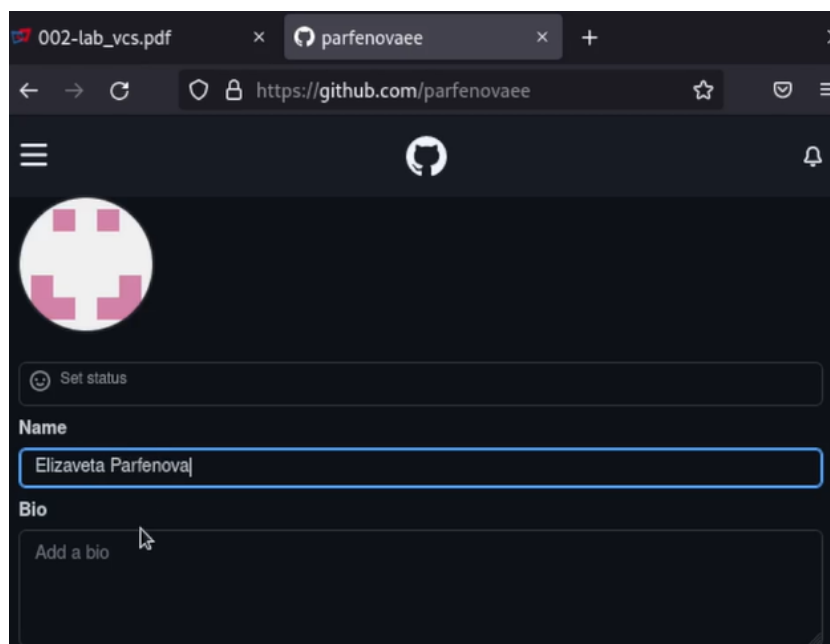 002-lab_vcs.pdf parfenovaee
https://github.com/parfenovaee
Set status
Name
Elizaveta Parfenova
Bio
Add a bio